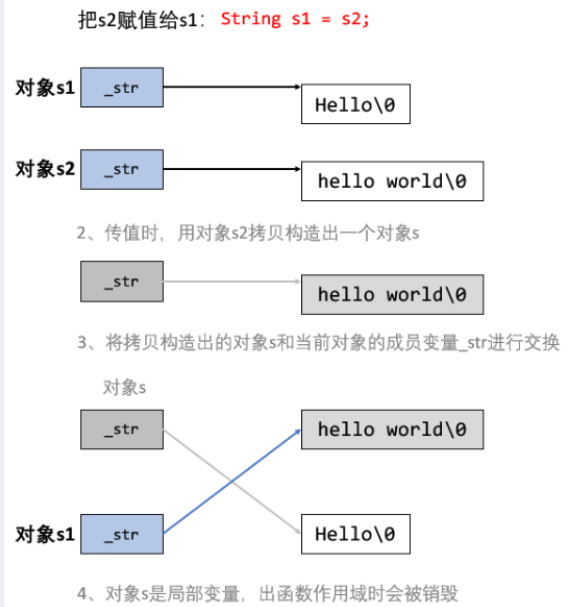 把s2赋值给s1：String s1 = s2;
对象s1 _str Hello\0
对象s2 _str hello world\0
2、传值时，用对象s2拷贝构造出一个对象s
_str hello world\0
3、将拷贝构造出的对象s和当前对象的成员变量_str进行交换
对象s
_str hello world\0
对象s1 _str Hello\0
4、对象s是局部变量，出函数作用域时会被销毁